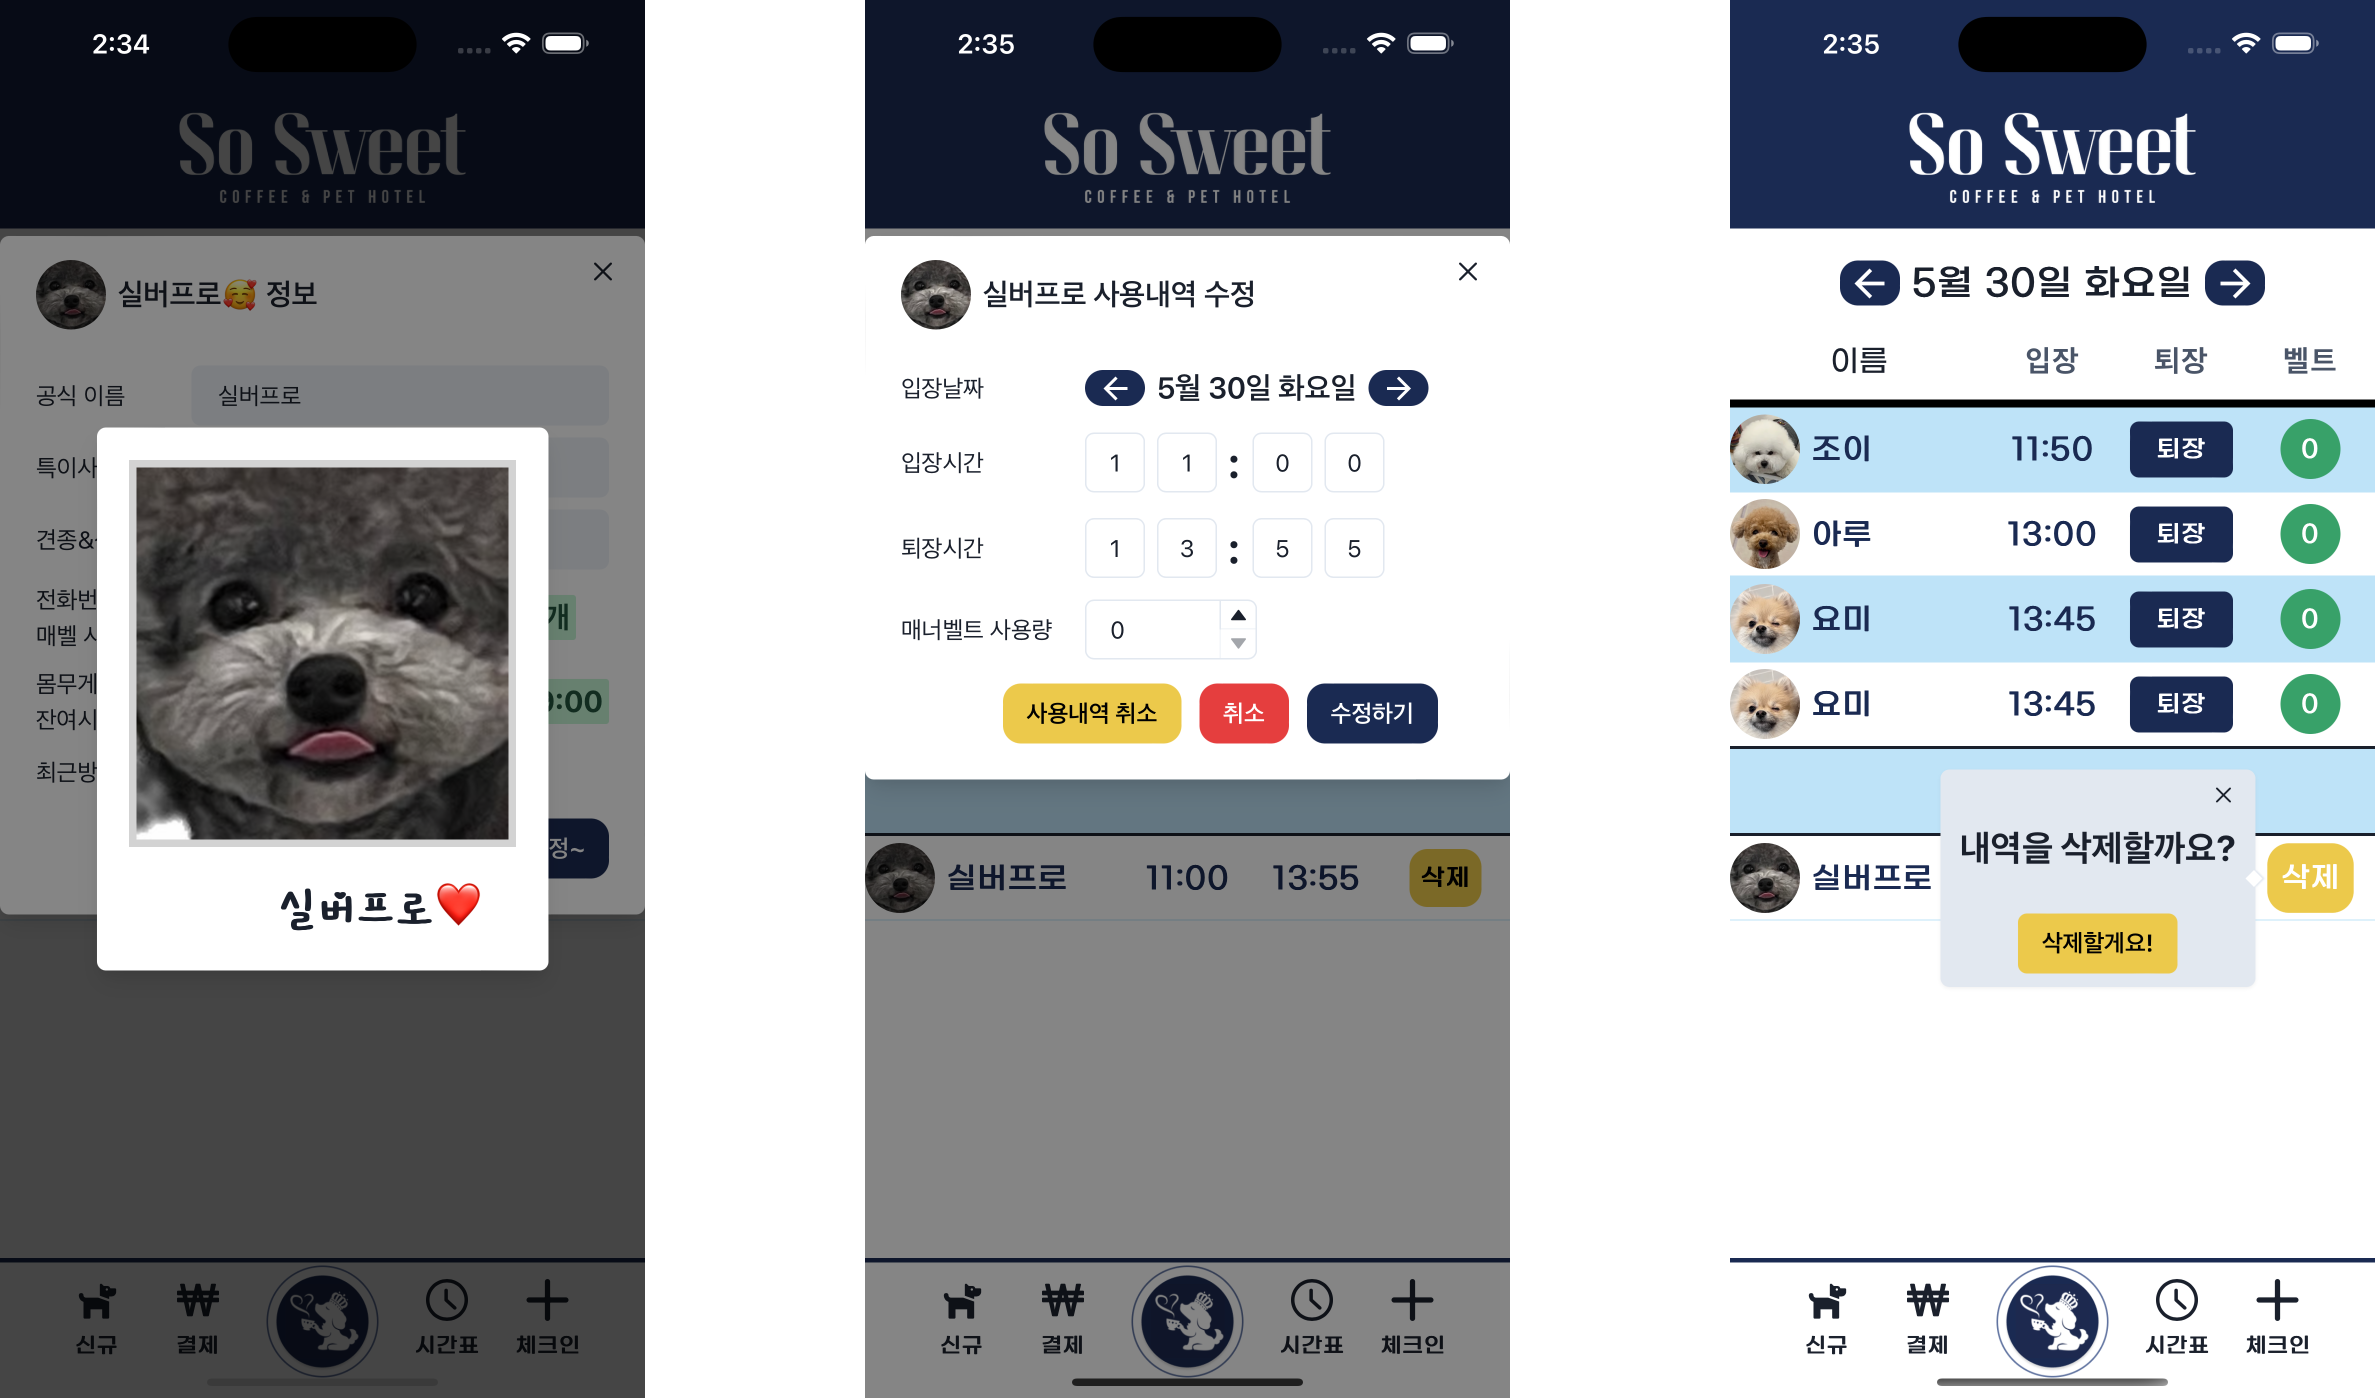 2:34
So Sweet
COFFEE & PET HOTEL
실버프로🥰 정보
공식 이름
실버프로
특이사
견종&
전화번
매벨 사
개
몸무게
잔여시
:00
최근방
정~
실버프로❤️
신규
결제
시간표
체크인
2:35
So Sweet
COFFEE & PET HOTEL
실버프로 사용내역 수정
입장날짜
5월 30일 화요일
입장시간
1 1 : 0 0
퇴장시간
1 3 : 5 5
매너벨트 사용량
0
사용내역 취소
취소
수정하기
실버프로 11:00 13:55 삭제
신규
결제
시간표
체크인
2:35
So Sweet
COFFEE & PET HOTEL
5월 30일 화요일
이름 입장 퇴장 벨트
조이 11:50 퇴장 0
아루 13:00 퇴장 0
요미 13:45 퇴장 0
요미 13:45 퇴장 0
내역을 삭제할까요?
실버프로
삭제
삭제할게요!
신규
결제
시간표
체크인